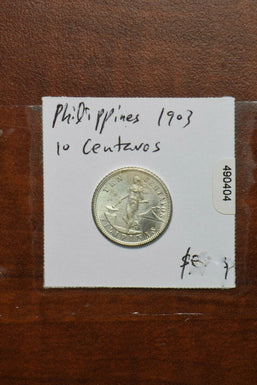 Philippines 1903
10 Centavos
490404
TEN CENTAVOS
FILIPINAS